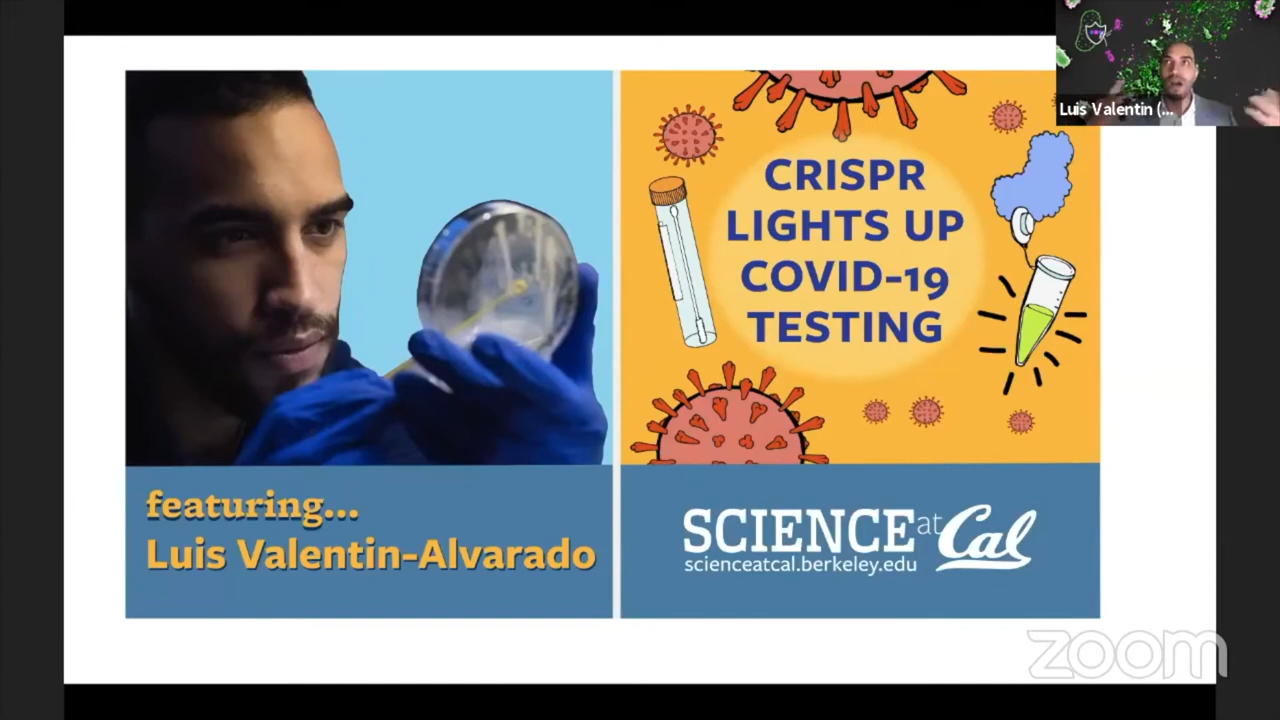 Luis Valentin (...
CRISPR
LIGHTS UP
COVID-19
TESTING
featuring...
Luis Valentin-Alvarado
SCIENCE at Cal
scienceatcal.berkeley.edu
zoom